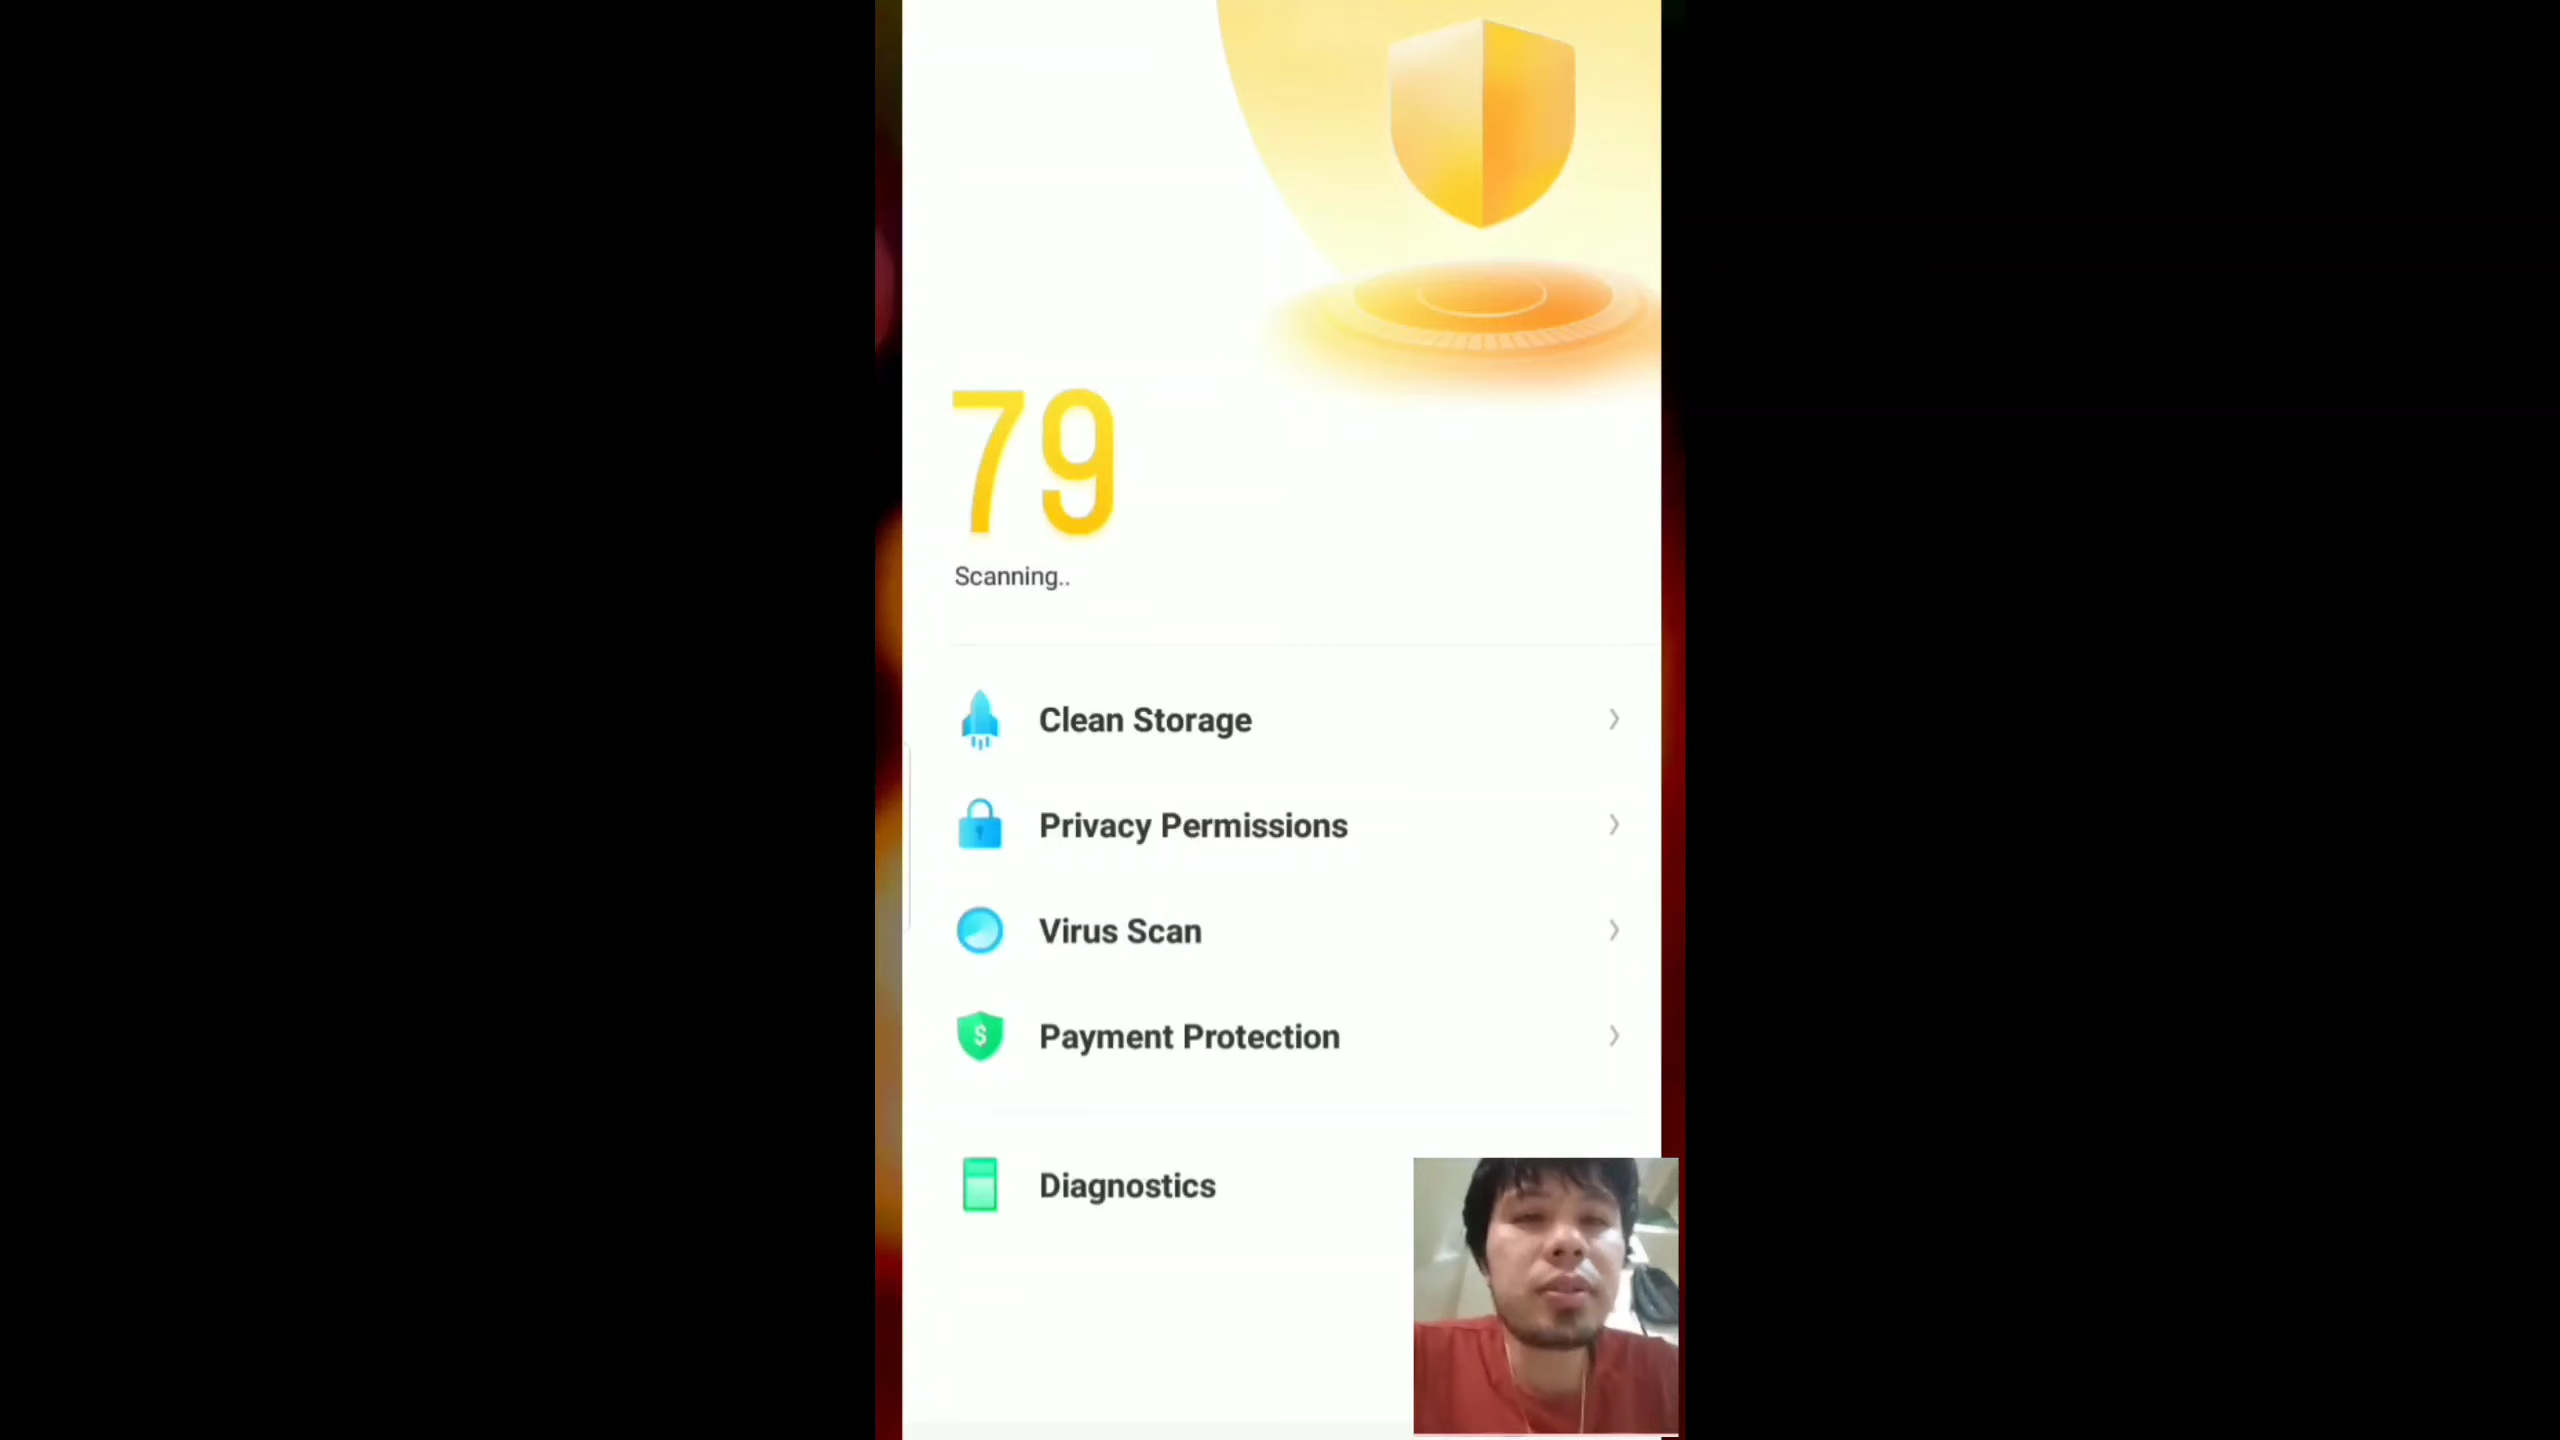 79
Scanning..
Clean Storage
Privacy Permissions
Virus Scan
$
Payment Protection
Diagnostics